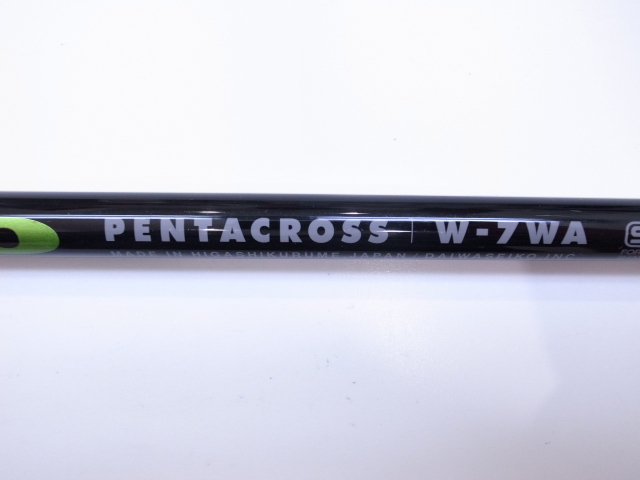 PENTACROSS | W-7WA S
MADE IN HIGASHIKURUME JAPAN / DAIWASEIKO INC.